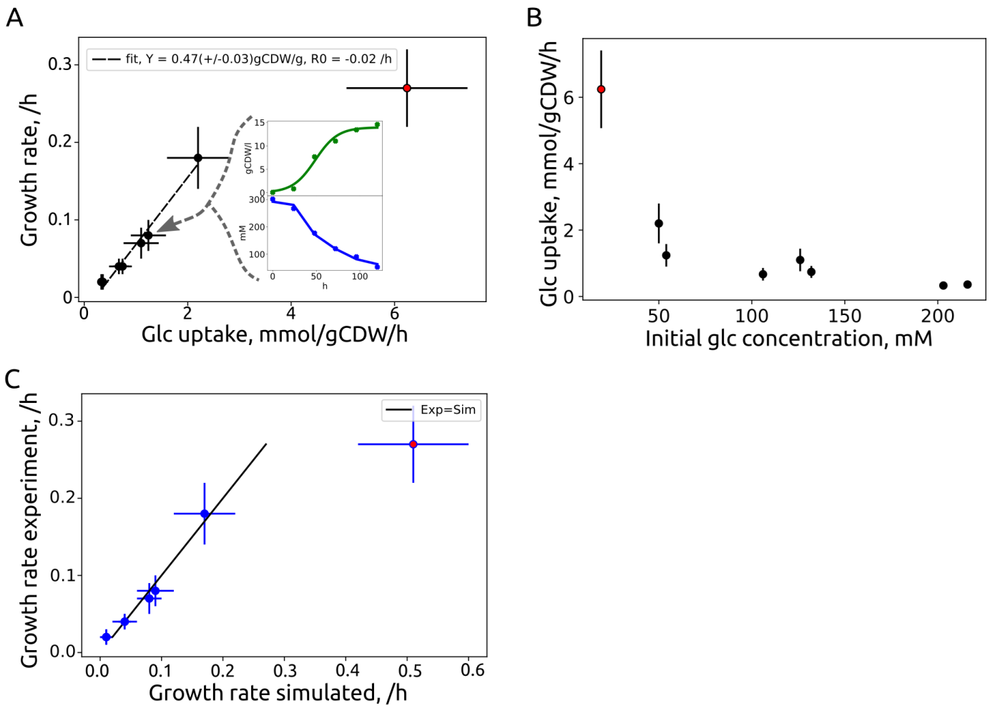 A
fit, Y = 0.47(+/-0.03)gCDW/g, R0 = -0.02 /h
Growth rate, /h
0.3
0.2
0.1
0
0 2 4 6
Glc uptake, mmol/gCDW/h
gCDW/l
15
10
5
0
mM
300
200
100
0 50 100
h
B
Glc uptake, mmol/gCDW/h
6
4
2
0
50 100 150 200
Initial glc concentration, mM
C
Exp=Sim
Growth rate experiment, /h
0.3
0.2
0.1
0.0
0.0 0.1 0.2 0.3 0.4 0.5 0.6
Growth rate simulated, /h